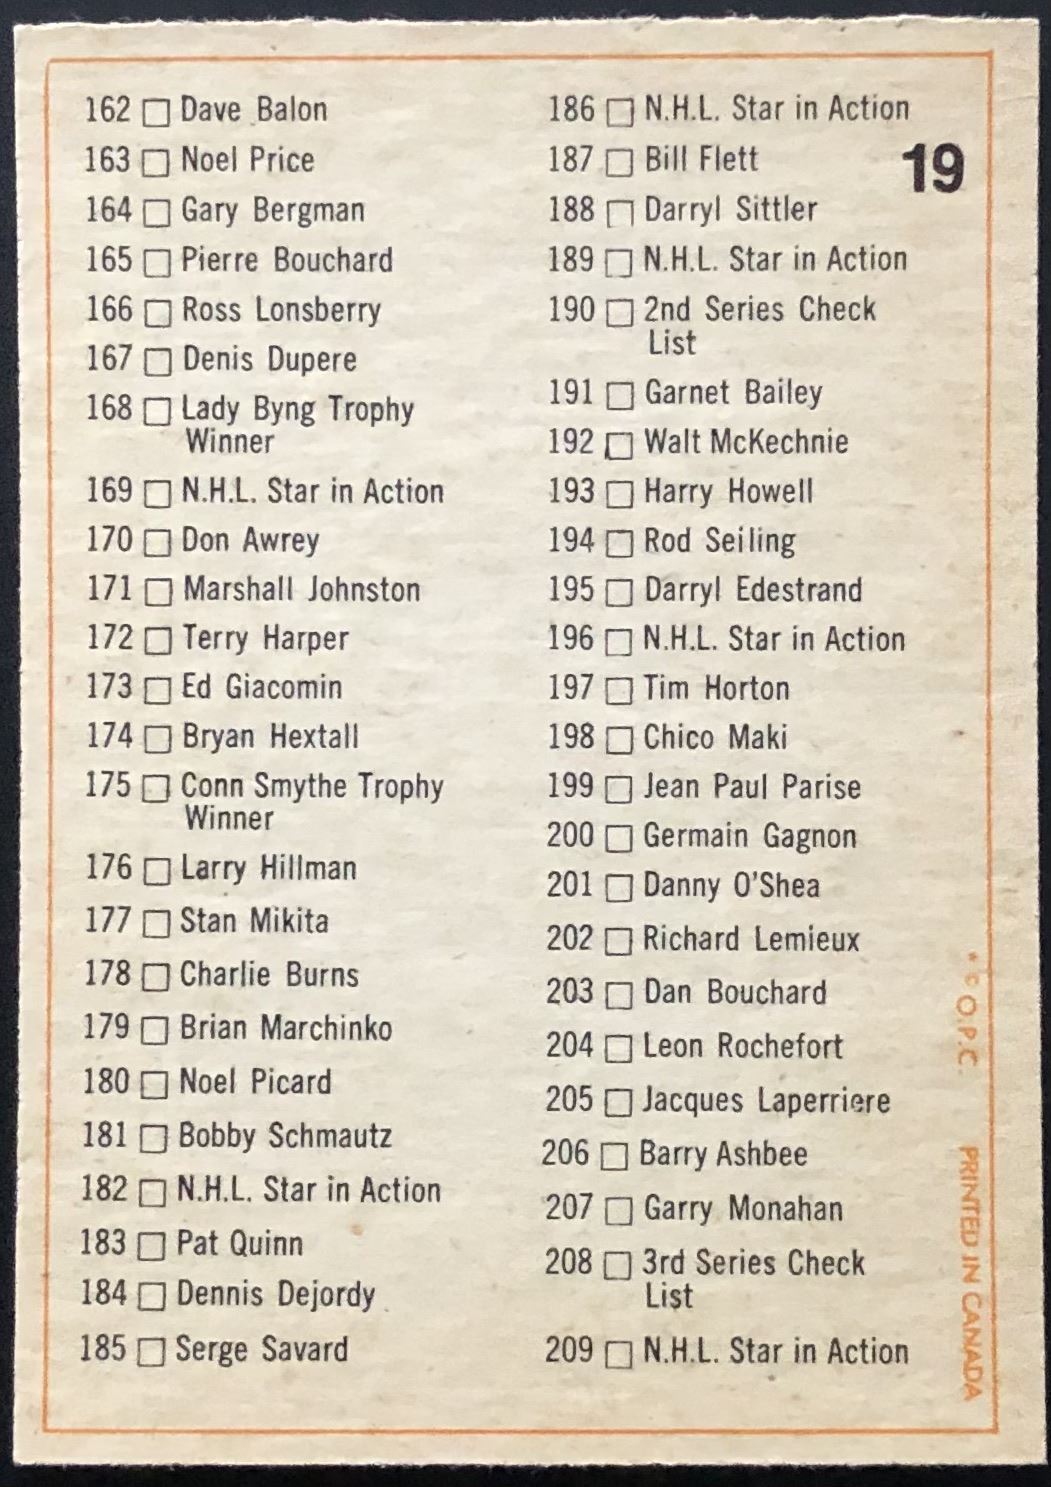 162 Dave Balon
163 Noel Price
164 Gary Bergman
165 Pierre Bouchard
166 Ross Lonsberry
167 Denis Dupere
168 Lady Byng Trophy
Winner
169 N.H.L. Star in Action
170 Don Awrey
171 Marshall Johnston
172 Terry Harper
173 Ed Giacomin
174 Bryan Hextall
175 Conn Smythe Trophy
Winner
176 Larry Hillman
177 Stan Mikita
178 Charlie Burns
179 Brian Marchinko
180 Noel Picard
181 Bobby Schmautz
182 N.H.L. Star in Action
183 Pat Quinn
184 Dennis Dejordy
185 Serge Savard
186 N.H.L. Star in Action
187 Bill Flett
19
188 Darryl Sittler
189 N.H.L. Star in Action
190 2nd Series Check
List
191 Garnet Bailey
192 Walt McKechnie
193 Harry Howell
194 Rod Seiling
195 Darryl Edestrand
196 N.H.L. Star in Action
197 Tim Horton
198 Chico Maki
199 Jean Paul Parise
200 Germain Gagnon
201 Danny O'Shea
202 Richard Lemieux
203 Dan Bouchard
204 Leon Rochefort
205 Jacques Laperriere
206 Barry Ashbee
207 Garry Monahan
208 3rd Series Check
List
209 N.H.L. Star in Action
* © O.P.C. PRINTED IN CANADA